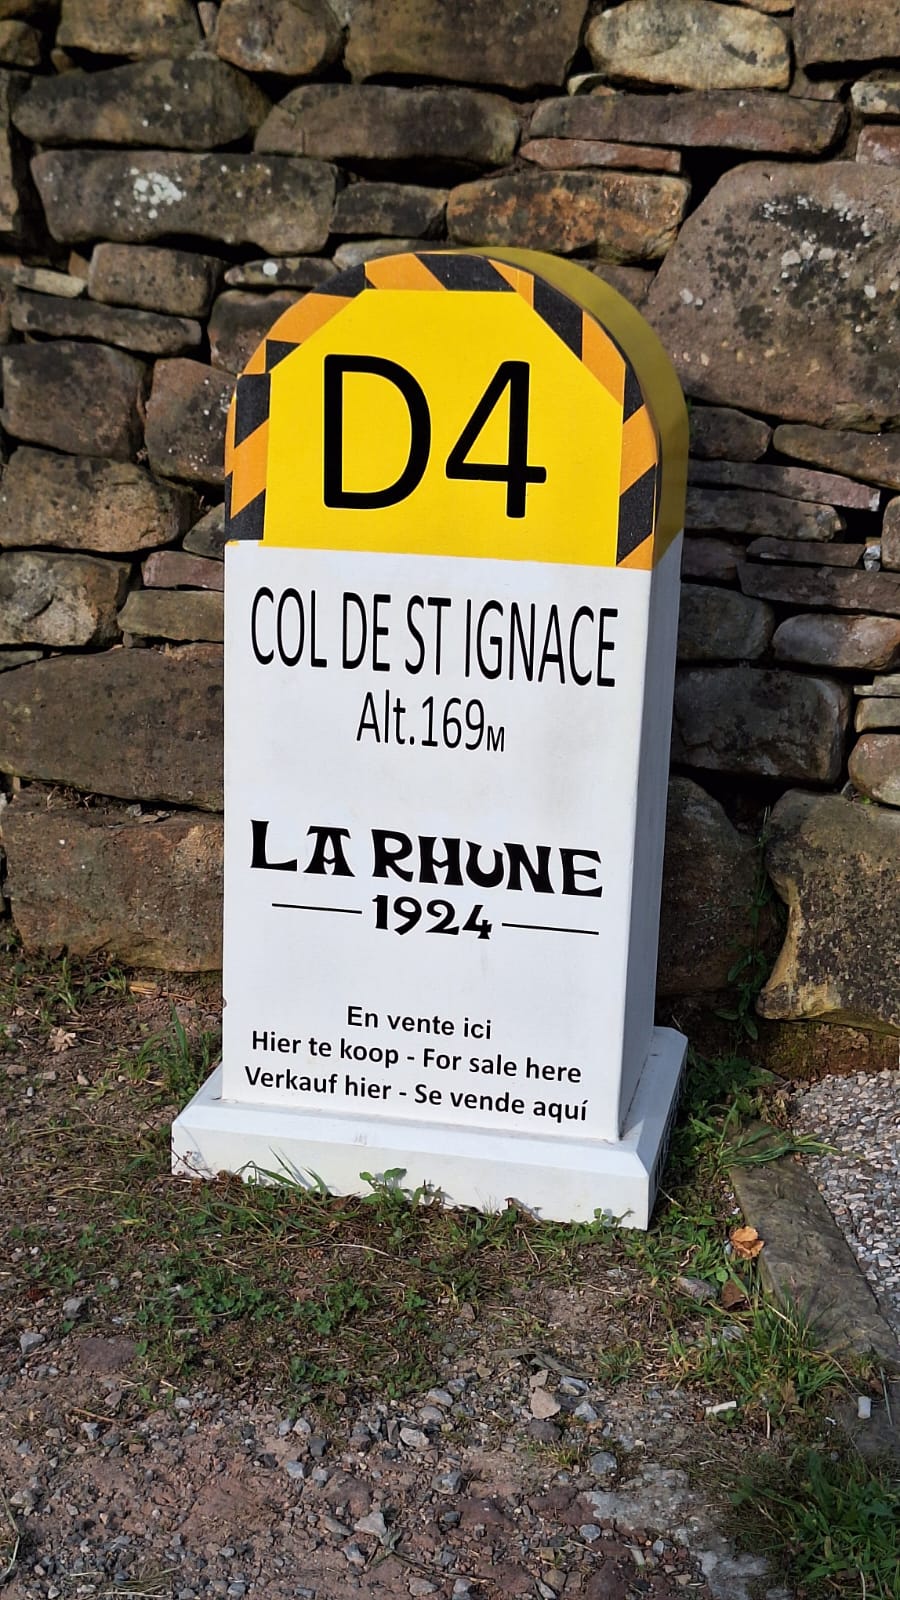 D4
COL DE ST IGNACE
Alt.169M
LA RHUNE
1924
En vente ici
Hier te koop - For sale here
Verkauf hier - Se vende aquí